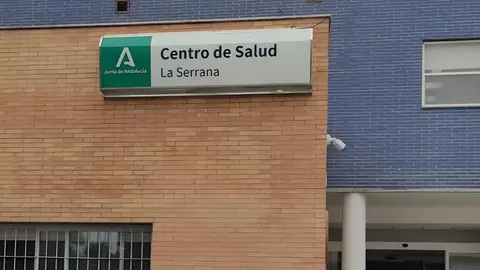 Centro de Salud
La Serrana
Junta de Andalucía